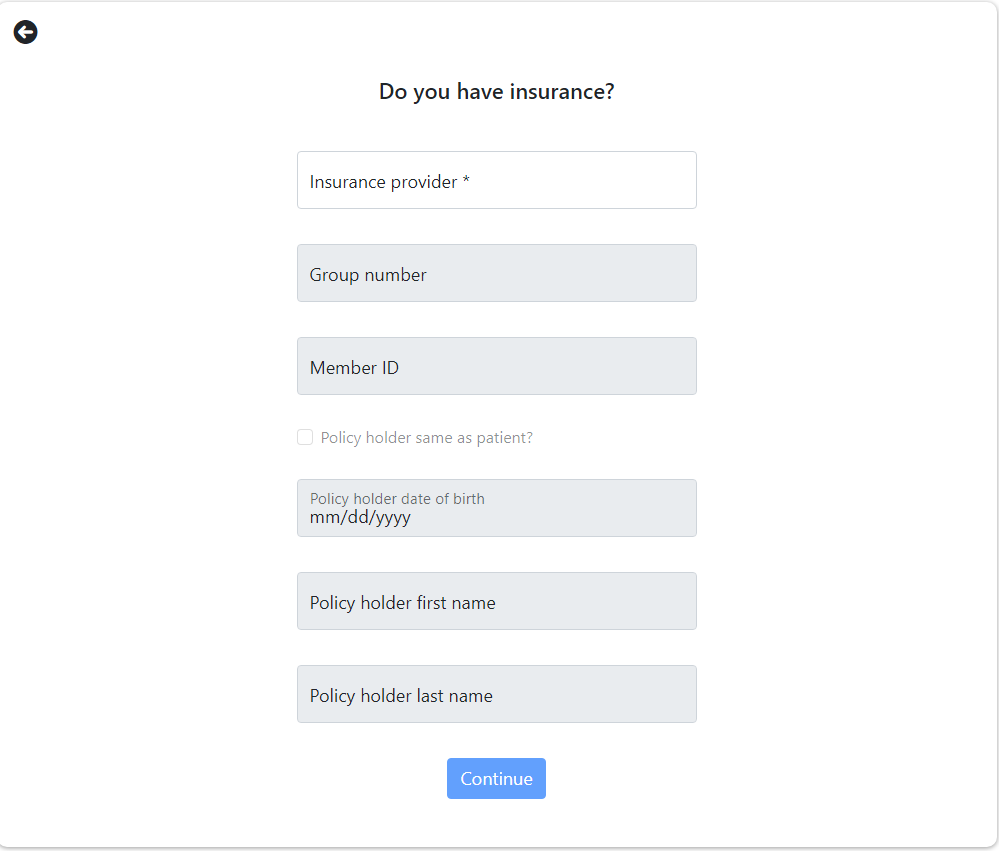 Do you have insurance?
Insurance provider *
Group number
Member ID
Policy holder same as patient?
Policy holder date of birth
mm/dd/yyyy
Policy holder first name
Policy holder last name
Continue